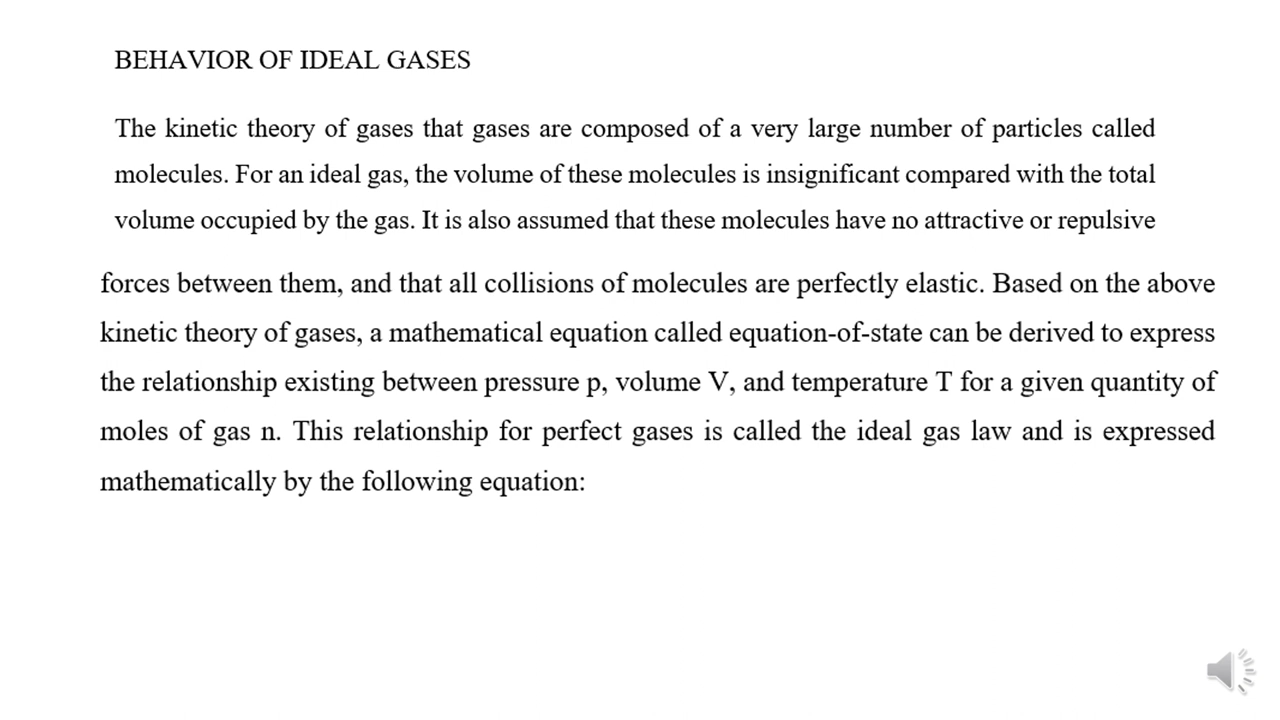 BEHAVIOR OF IDEAL GASES
The kinetic theory of gases that gases are composed of a very large number of particles called
molecules. For an ideal gas, the volume of these molecules is insignificant compared with the total
volume occupied by the gas. It is also assumed that these molecules have no attractive or repulsive
forces between them, and that all collisions of molecules are perfectly elastic. Based on the above
kinetic theory of gases, a mathematical equation called equation-of-state can be derived to express
the relationship existing between pressure p, volume V, and temperature T for a given quantity of
moles of gas n. This relationship for perfect gases is called the ideal gas law and is expressed
mathematically by the following equation: